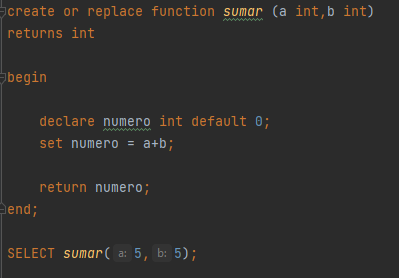 create or replace function sumar (a int,b int)
returns int
begin
declare numero int default 0;
set numero = a+b;
return numero;
end;
SELECT sumar( a: 5, b: 5);